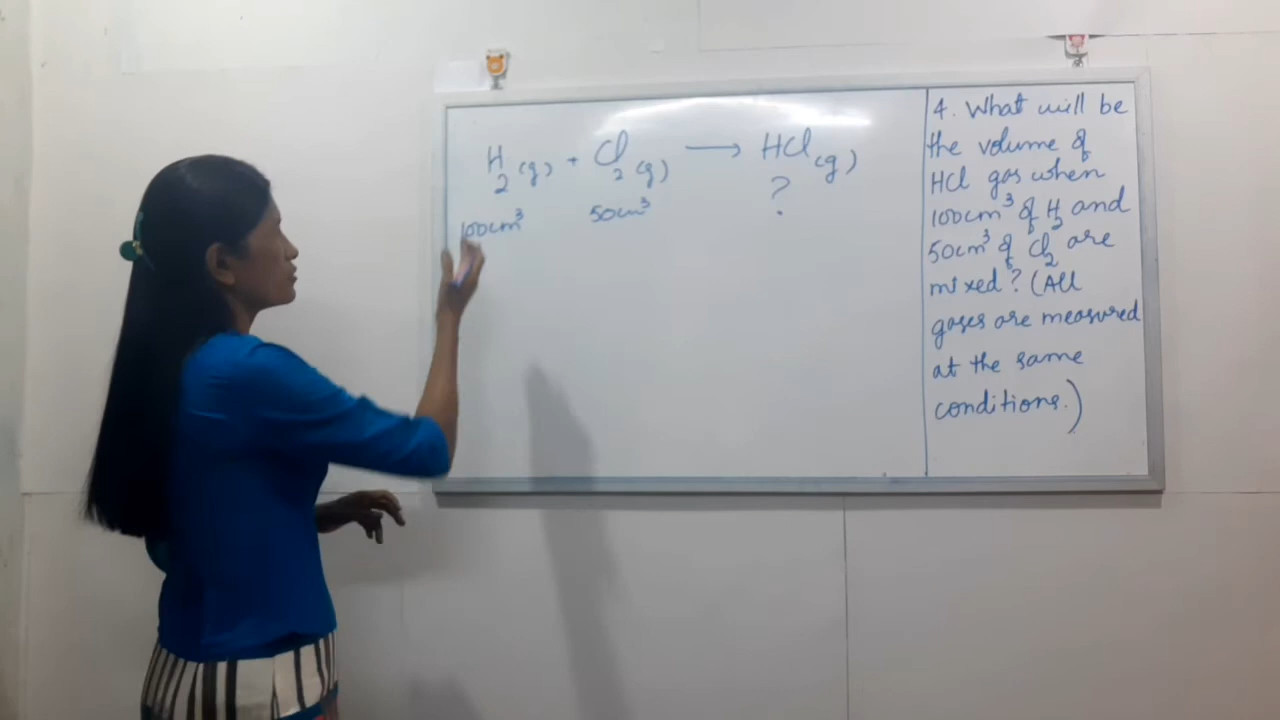 H₂(g) + Cl₂(g) ⟶ HCl(g)
100cm³ 50cm³ ?
4. What will be
the volume of
HCl gas when
100cm³ of H₂ and
50cm³ of Cl₂ are
mixed? (All
gases are measured
at the same
conditions.)